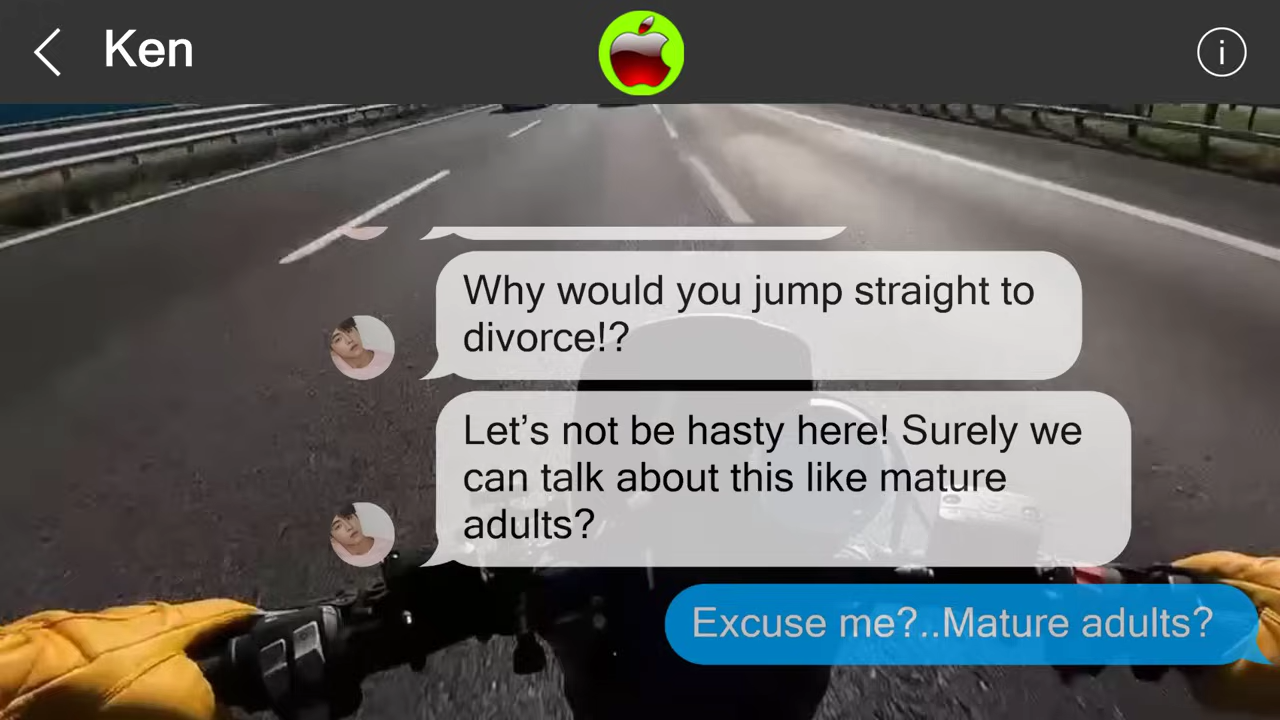 Ken
i
Why would you jump straight to
divorce!?
Let’s not be hasty here! Surely we
can talk about this like mature
adults?
Excuse me?..Mature adults?